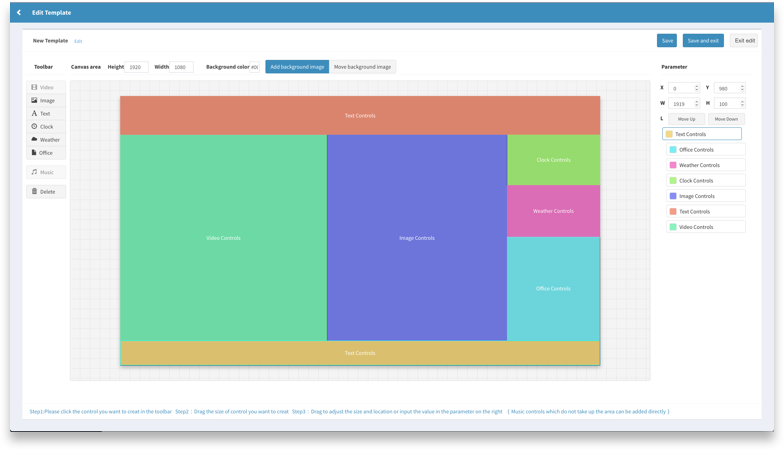 Edit Template
New Template Edit
Save Save and exit Exit edit
Toolbar Canvas area Height 1920 Width 1080 Background color Add background image Move background image Parameter
X 0 Y 980
W 1919 H 100
L Move Up Move Down
Video
Image
Text
Clock
Weather
Office
Music
Delete
Text Controls
Video Controls
Image Controls
Clock Controls
Weather Controls
Office Controls
Text Controls
Text Controls
Office Controls
Weather Controls
Clock Controls
Image Controls
Text Controls
Video Controls
Step1:Please click the control you want to creat in the toolbar Step2 : Drag the size of control you want to creat Step3 : Drag to adjust the size and location or input the value in the parameter on the right ( Music controls which do not take up the area can be added directly )